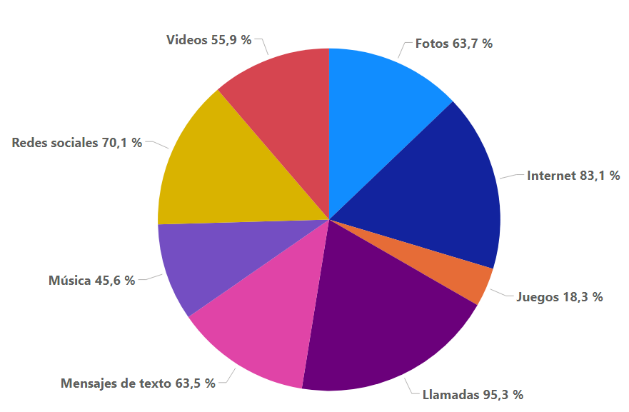 Videos 55,9 %
Fotos 63,7 %
Redes sociales 70,1 %
Internet 83,1 %
Música 45,6 %
Juegos 18,3 %
Mensajes de texto 63,5 %
Llamadas 95,3 %